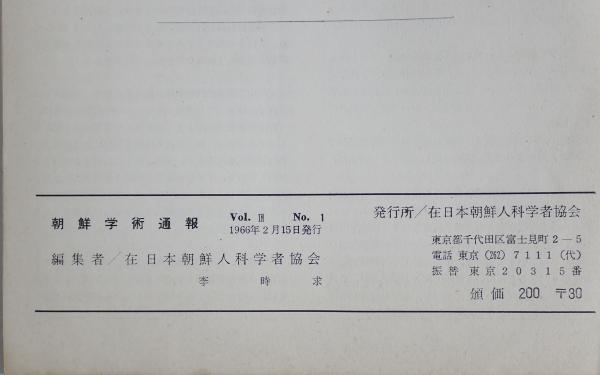 朝鮮学術通報 Vol. Ⅲ No. 1
1966年2月15日発行
編集者/在日本朝鮮人科学者協会
李時求
発行所/在日本朝鮮人科学者協会
東京都千代田区富士見町2-5
電話 東京(262)7111(代)
振替 東京20315番
頒価 200 〒30